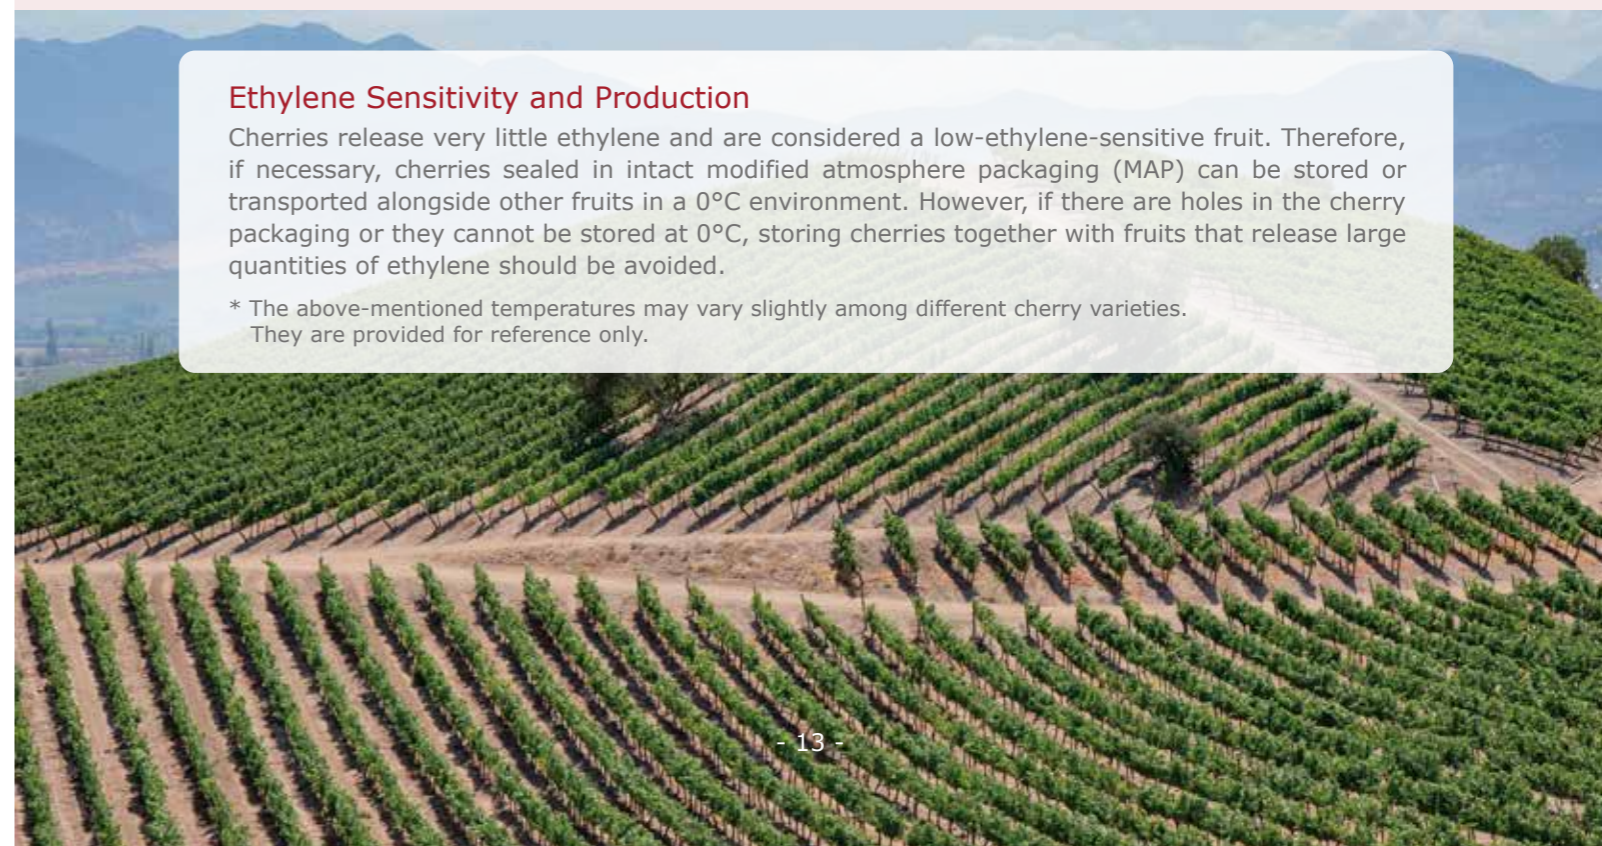 Ethylene Sensitivity and Production
Cherries release very little ethylene and are considered a low-ethylene-sensitive fruit. Therefore,
if necessary, cherries sealed in intact modified atmosphere packaging (MAP) can be stored or
transported alongside other fruits in a 0°C environment. However, if there are holes in the cherry
packaging or they cannot be stored at 0°C, storing cherries together with fruits that release large
quantities of ethylene should be avoided.
* The above-mentioned temperatures may vary slightly among different cherry varieties.
They are provided for reference only.
- 13 -